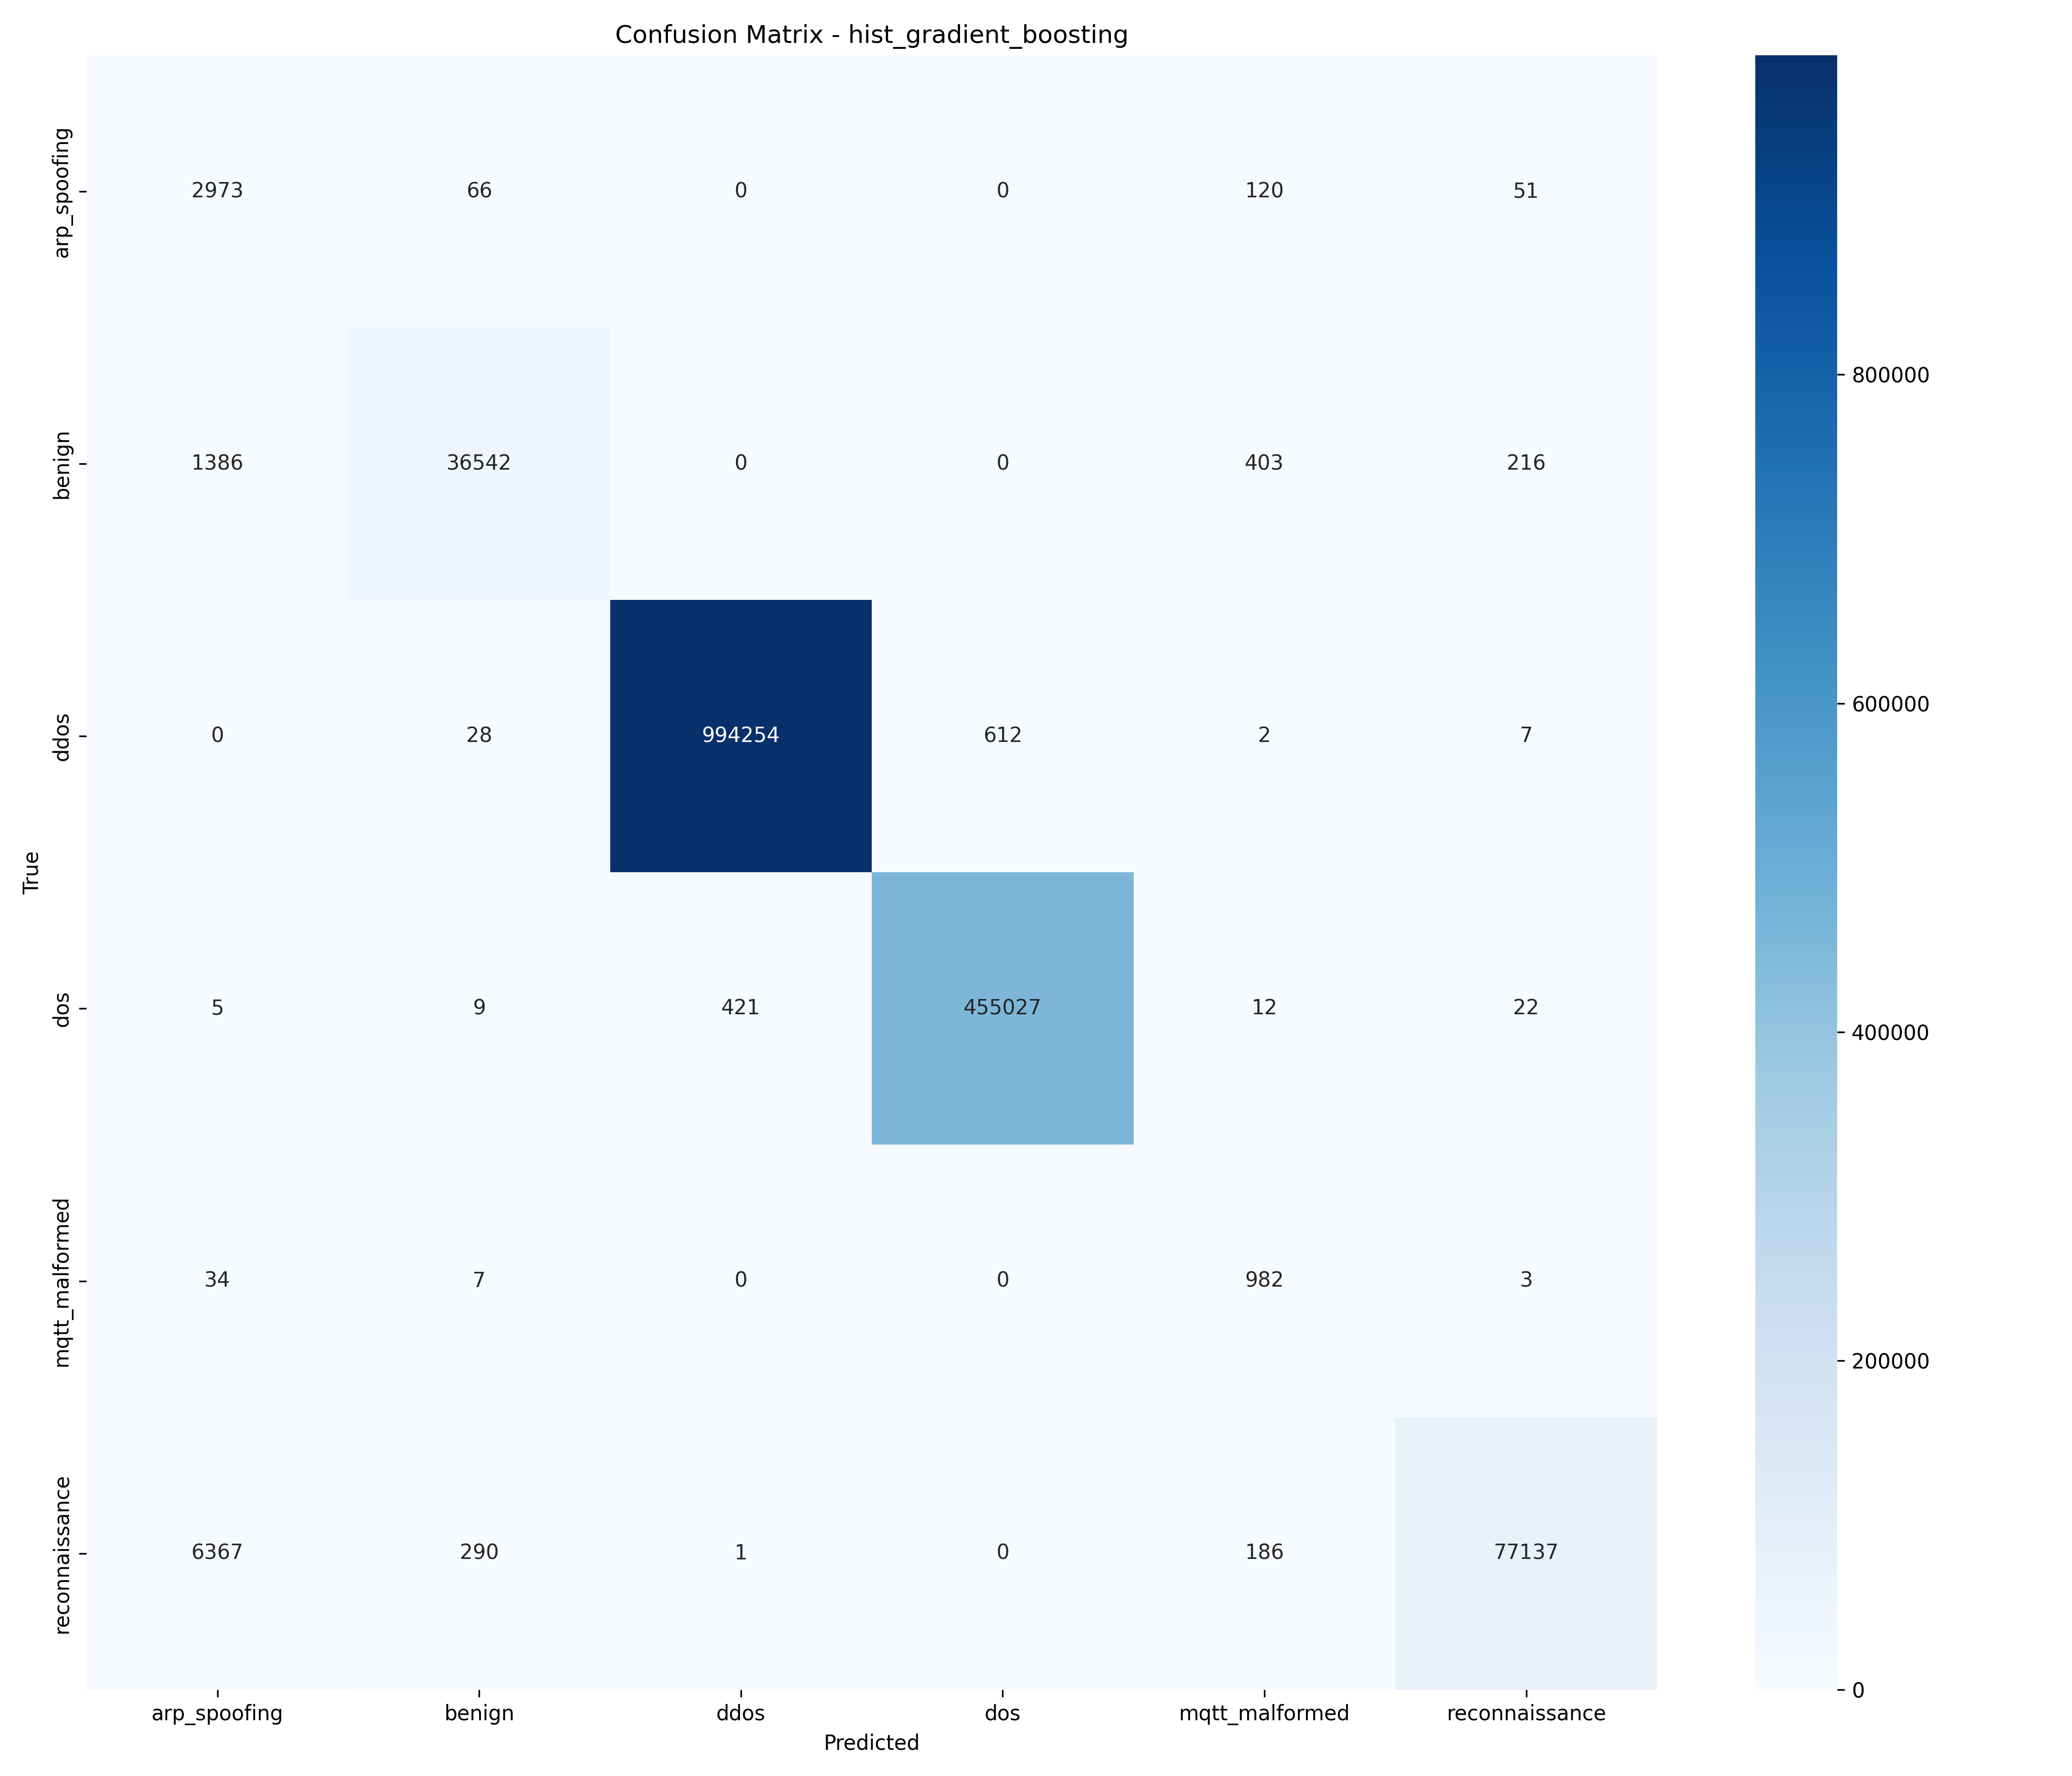 Confusion Matrix - hist_gradient_boosting
True
arp_spoofing 2973 66 0 0 120 51
benign 1386 36542 0 0 403 216
ddos 0 28 994254 612 2 7
dos 5 9 421 455027 12 22
mqtt_malformed 34 7 0 0 982 3
reconnaissance 6367 290 1 0 186 77137
arp_spoofing benign ddos dos mqtt_malformed reconnaissance
Predicted
800000
600000
400000
200000
0